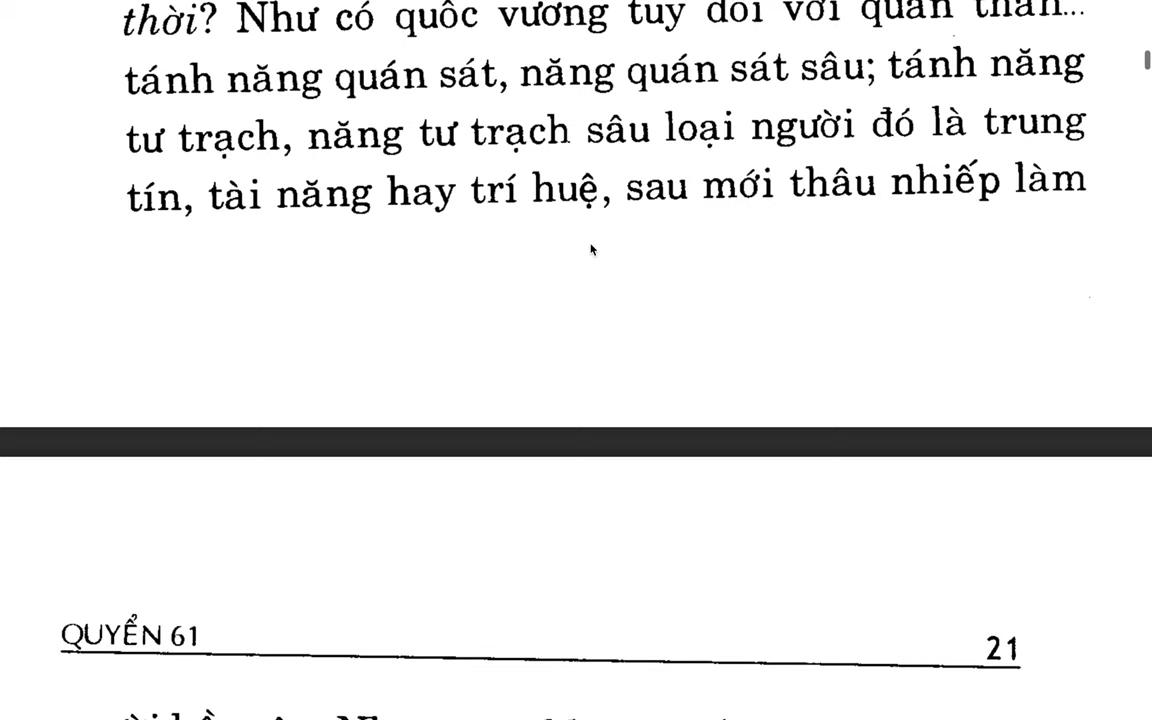 thời? Như có quốc vương tuy đối với quần thần...
tánh năng quán sát, năng quán sát sâu; tánh năng
tư trạch, năng tư trạch sâu loại người đó là trung
tín, tài năng hay trí huệ, sau mới thâu nhiếp làm
QUYỂN 61
21